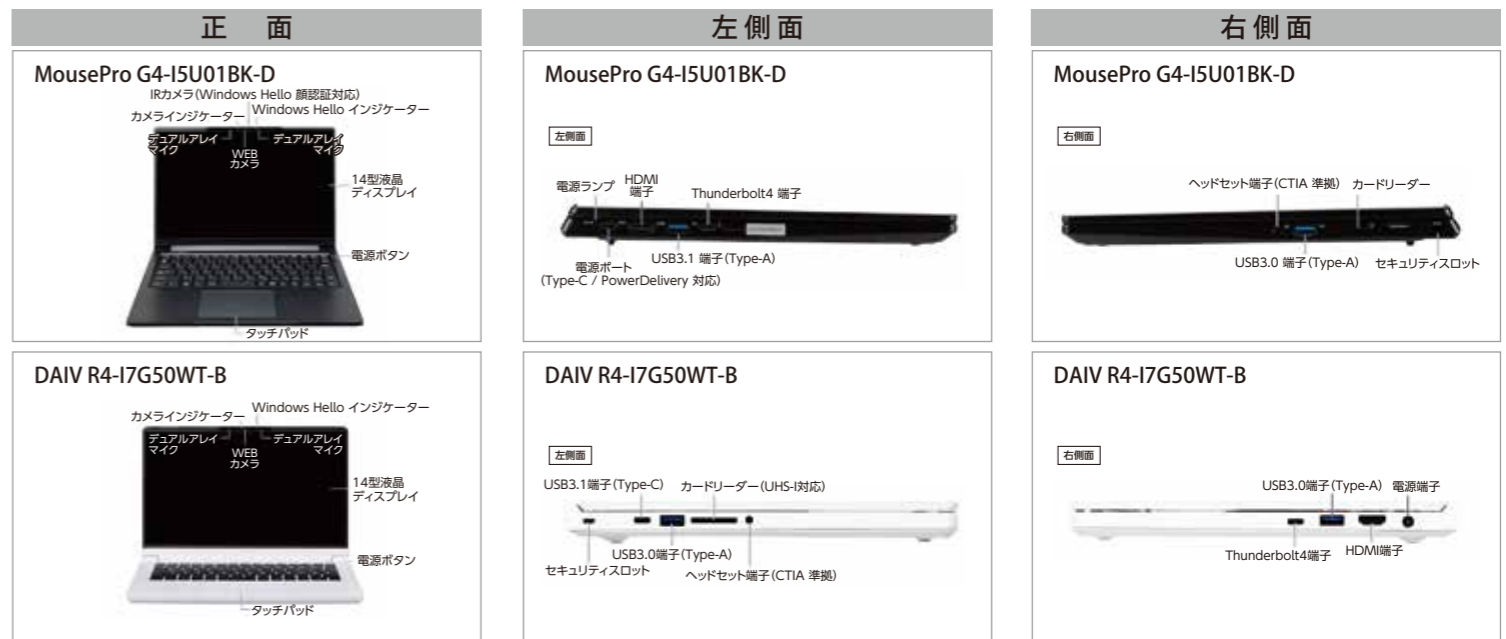 正　面
MousePro G4-I5U01BK-D
IRカメラ(Windows Hello 顔認証対応)
カメラインジケーター
Windows Hello インジケーター
デュアルアレイ
マイク
WEB
カメラ
デュアルアレイ
マイク
14型液晶
ディスプレイ
電源ボタン
タッチパッド
DAIV R4-I7G50WT-B
カメラインジケーター
Windows Hello インジケーター
デュアルアレイ
マイク
WEB
カメラ
デュアルアレイ
マイク
14型液晶
ディスプレイ
電源ボタン
タッチパッド
左側面
MousePro G4-I5U01BK-D
左側面
電源ランプ
HDMI
端子
Thunderbolt4 端子
USB3.1 端子(Type-A)
電源ポート
(Type-C / PowerDelivery 対応)
DAIV R4-I7G50WT-B
左側面
USB3.1端子(Type-C)
カードリーダー(UHS-I対応)
USB3.0端子(Type-A)
セキュリティスロット
ヘッドセット端子(CTIA 準拠)
右側面
MousePro G4-I5U01BK-D
右側面
ヘッドセット端子(CTIA 準拠)
カードリーダー
USB3.0 端子(Type-A)
セキュリティスロット
DAIV R4-I7G50WT-B
右側面
USB3.0端子(Type-A)
電源端子
Thunderbolt4端子
HDMI端子